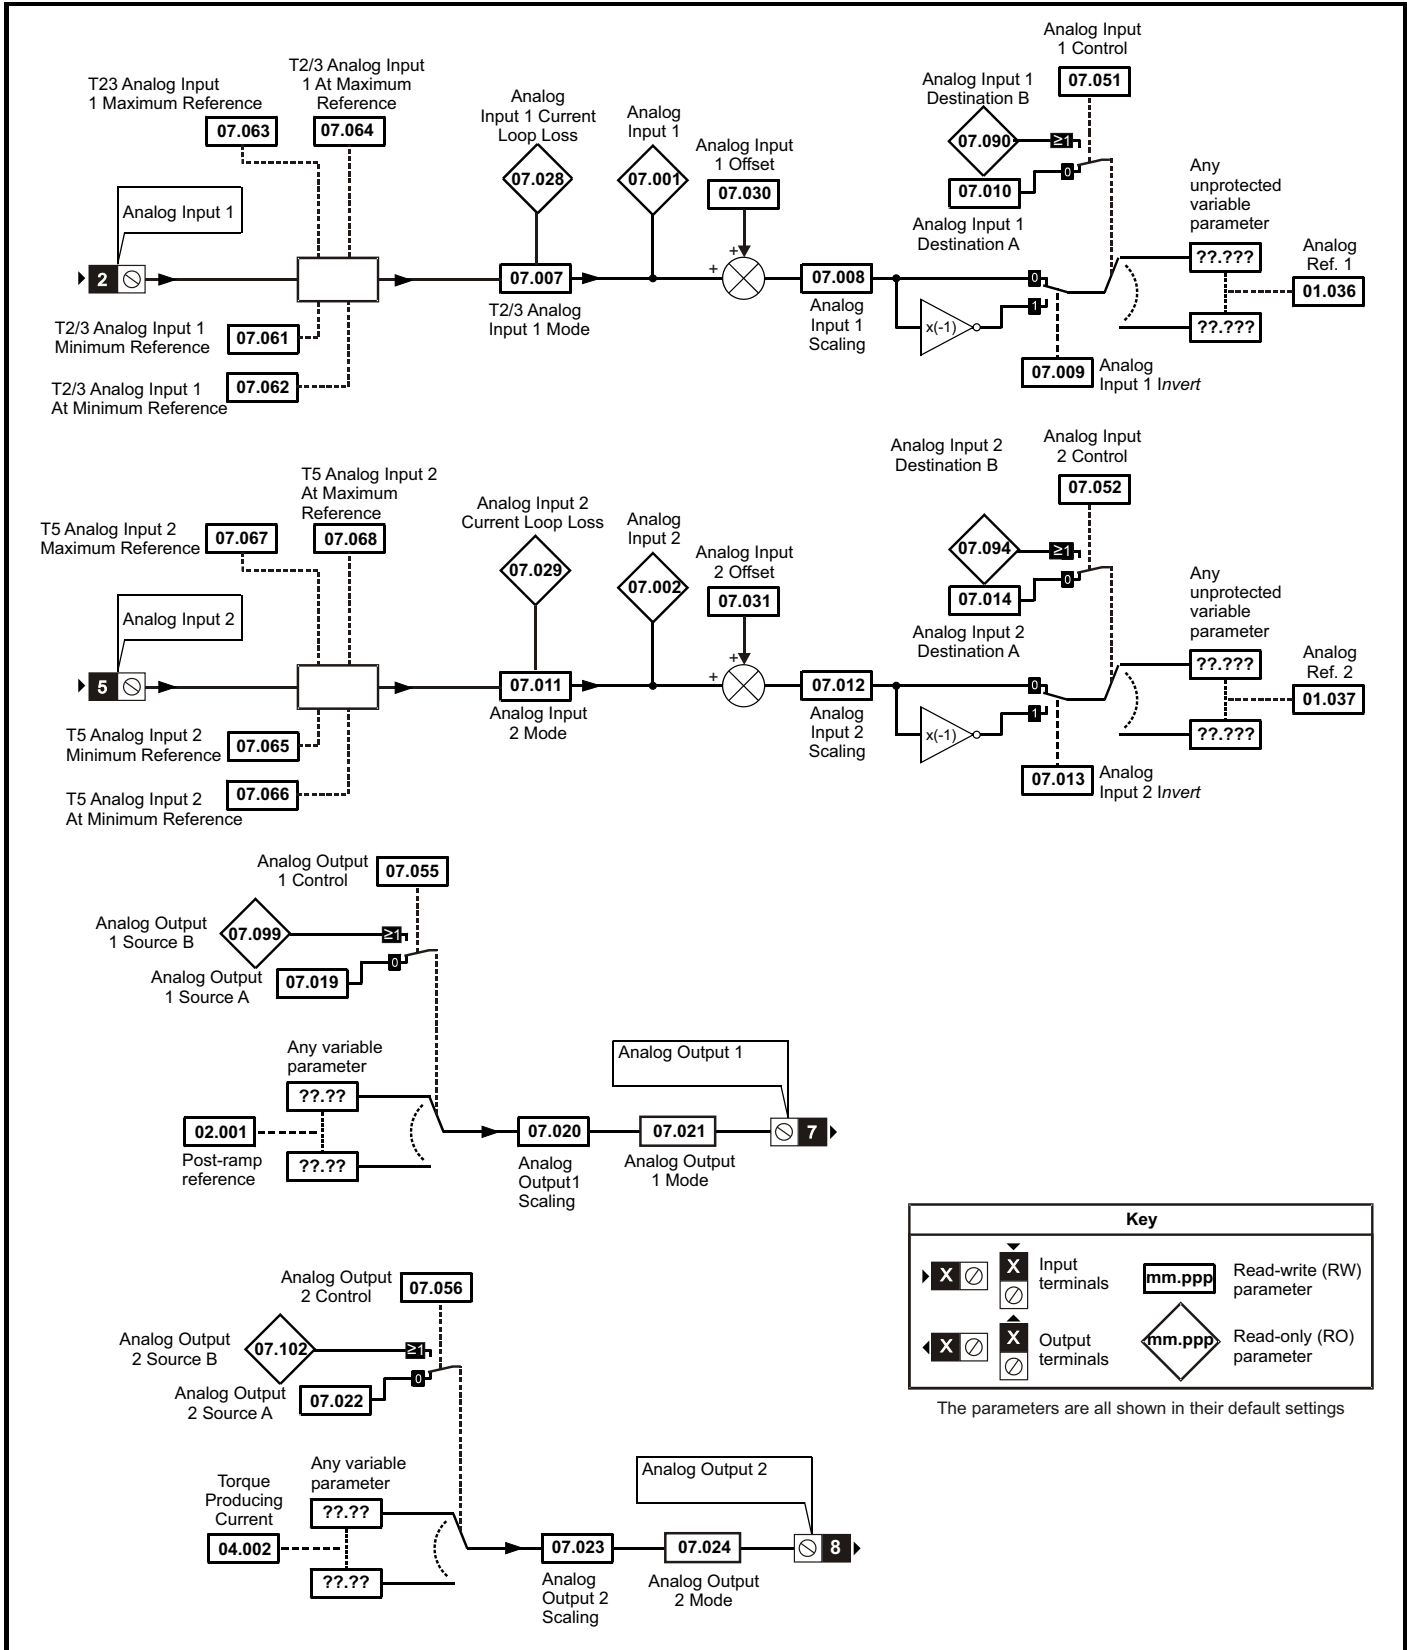 Analog Input
1 Control
07.051
T23 Analog Input
1 Maximum Reference
07.063
T2/3 Analog Input
1 At Maximum
Reference
07.064
Analog
Input 1 Current
Loop Loss
07.028
Analog
Input 1
07.001
Analog Input
1 Offset
07.030
Analog Input 1
Destination B
07.090
≥1
0
07.010
Analog Input 1
Destination A
Any
unprotected
variable
parameter
??.???
??.???
Analog
Ref. 1
01.036
Analog Input 1
2
T2/3 Analog Input 1
Minimum Reference
07.061
T2/3 Analog Input 1
At Minimum Reference
07.062
07.007
T2/3 Analog
Input 1 Mode
+
+
07.008
Analog
Input 1
Scaling
x(-1)
0
1
07.009
Analog
Input 1 Invert
Analog Input
2 Control
07.052
T5 Analog Input 2
Maximum Reference
07.067
T5 Analog Input 2
At Maximum
Reference
07.068
Analog Input 2
Current Loop Loss
07.029
Analog
Input 2
07.002
Analog Input
2 Offset
07.031
Analog Input 2
Destination B
07.094
≥1
0
07.014
Analog Input 2
Destination A
Any
unprotected
variable
parameter
??.???
??.???
Analog
Ref. 2
01.037
Analog Input 2
5
T5 Analog Input 2
Minimum Reference
07.065
T5 Analog Input 2
At Minimum Reference
07.066
07.011
Analog Input
2 Mode
+
+
07.012
Analog
Input 2
Scaling
x(-1)
0
1
07.013
Analog
Input 2 Invert
Analog Output
1 Control
07.055
Analog Output
1 Source B
07.099
≥1
0
Analog Output
1 Source A
07.019
Any variable
parameter
??.??
??.??
02.001
Post-ramp
reference
07.020
Analog
Output1
Scaling
07.021
Analog Output
1 Mode
Analog Output 1
7
Analog Output
2 Control
07.056
Analog Output
2 Source B
07.102
≥1
0
Analog Output
2 Source A
07.022
Any variable
parameter
??.??
??.??
Torque
Producing
Current
04.002
07.023
Analog
Output 2
Scaling
07.024
Analog Output
2 Mode
Analog Output 2
8
Key
X
X
Input
terminals
mm.ppp
Read-write (RW)
parameter
X
X
Output
terminals
mm.ppp
Read-only (RO)
parameter
The parameters are all shown in their default settings